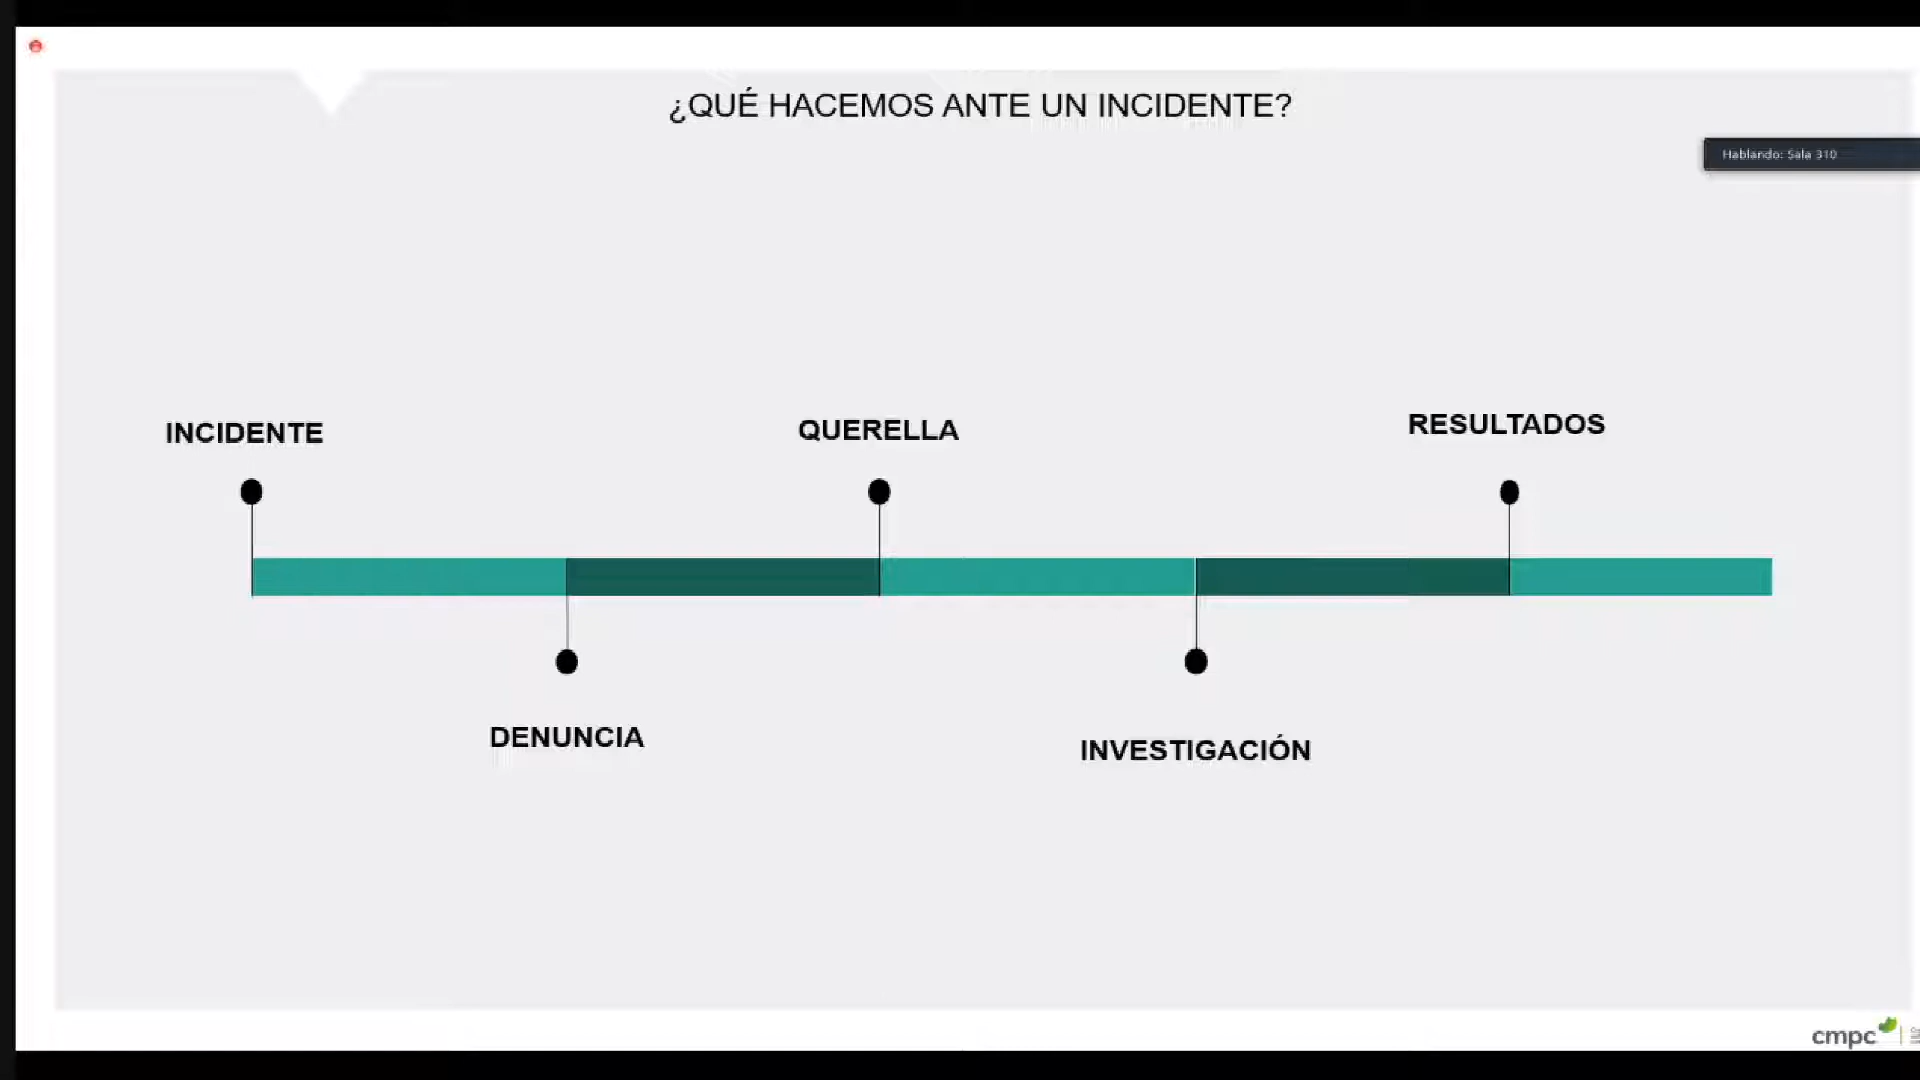 ¿QUÉ HACEMOS ANTE UN INCIDENTE?
Hablando: Sala 310
INCIDENTE
QUERELLA
RESULTADOS
DENUNCIA
INVESTIGACIÓN
cmpc